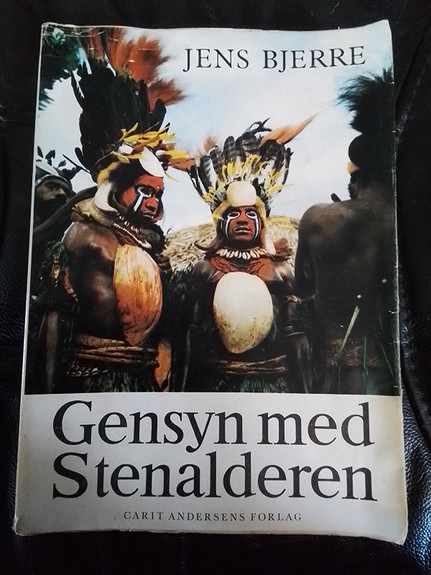 JENS BJERRE
Gensyn med
Stenalderen
CARIT ANDERSENS FORLAG